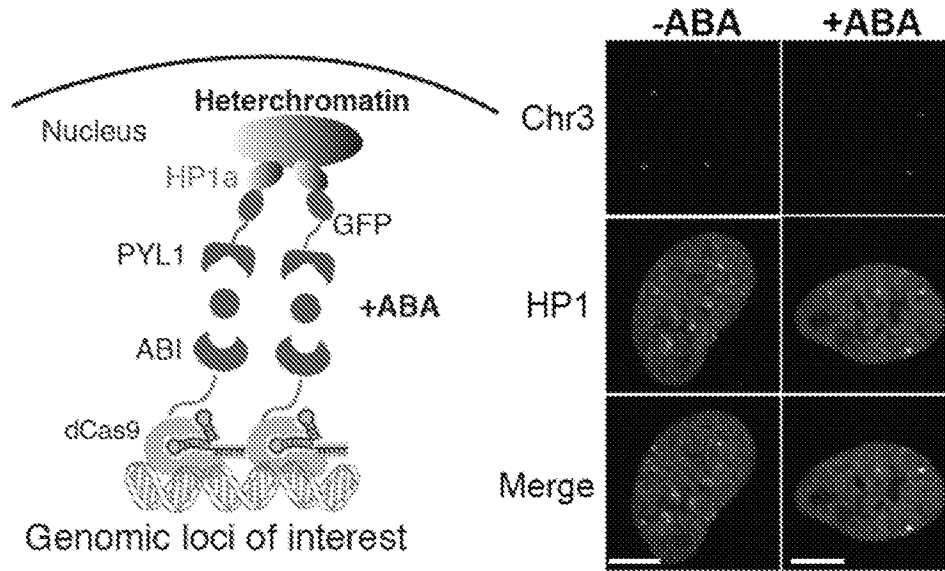 -ABA +ABA
Heterchromatin
Nucleus
Chr3
HP1a
GFP
PYL1
+ABA
HP1
ABI
dCas9
Merge
Genomic loci of interest